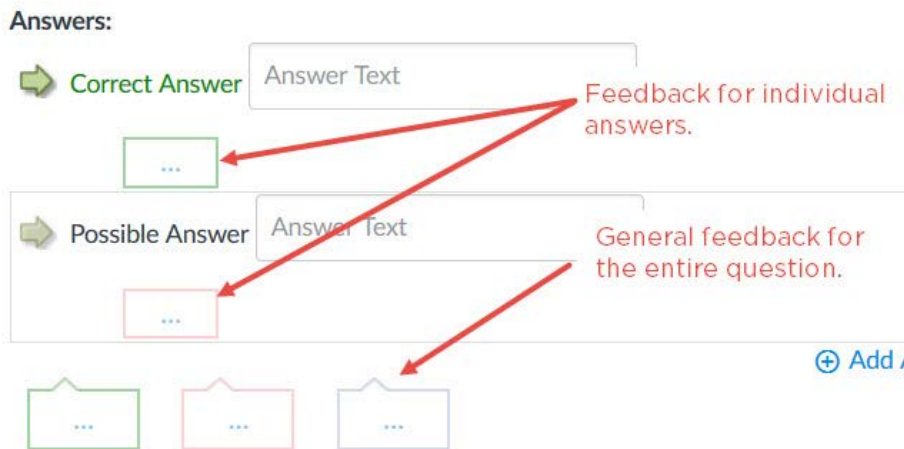 Answers:
Correct Answer
Answer Text
Feedback for individual
answers.
...
Possible Answer
Answer Text
General feedback for
the entire question.
...
Add A
...
...
...